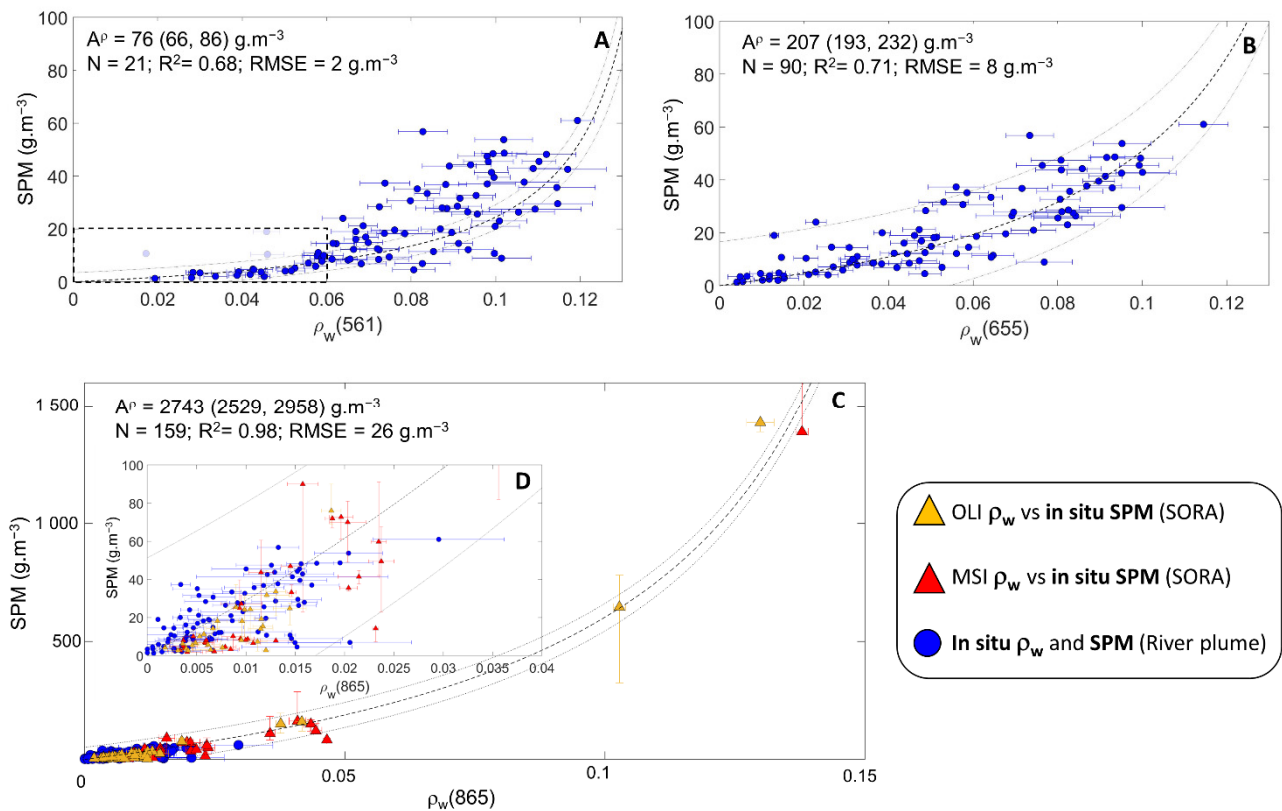 A
A^ρ = 76 (66, 86) g.m⁻³
N = 21; R²= 0.68; RMSE = 2 g.m⁻³
100
80
60
40
20
0
SPM (g.m⁻³)
0
0.02
0.04
0.06
0.08
0.1
0.12
ρw(561)
B
A^ρ = 207 (193, 232) g.m⁻³
N = 90; R²= 0.71; RMSE = 8 g.m⁻³
100
80
60
40
20
0
SPM (g.m⁻³)
0
0.02
0.04
0.06
0.08
0.1
0.12
ρw(655)
C
A^ρ = 2743 (2529, 2958) g.m⁻³
N = 159; R²= 0.98; RMSE = 26 g.m⁻³
1 500
1 000
500
0
SPM (g.m⁻³)
0
0.05
0.1
0.15
ρw(865)
D
100
80
60
40
20
0
SPM (g.m⁻³)
0
0.005
0.01
0.015
0.02
0.025
0.03
0.035
0.04
ρw(865)
OLI ρw vs in situ SPM (SORA)
MSI ρw vs in situ SPM (SORA)
In situ ρw and SPM (River plume)